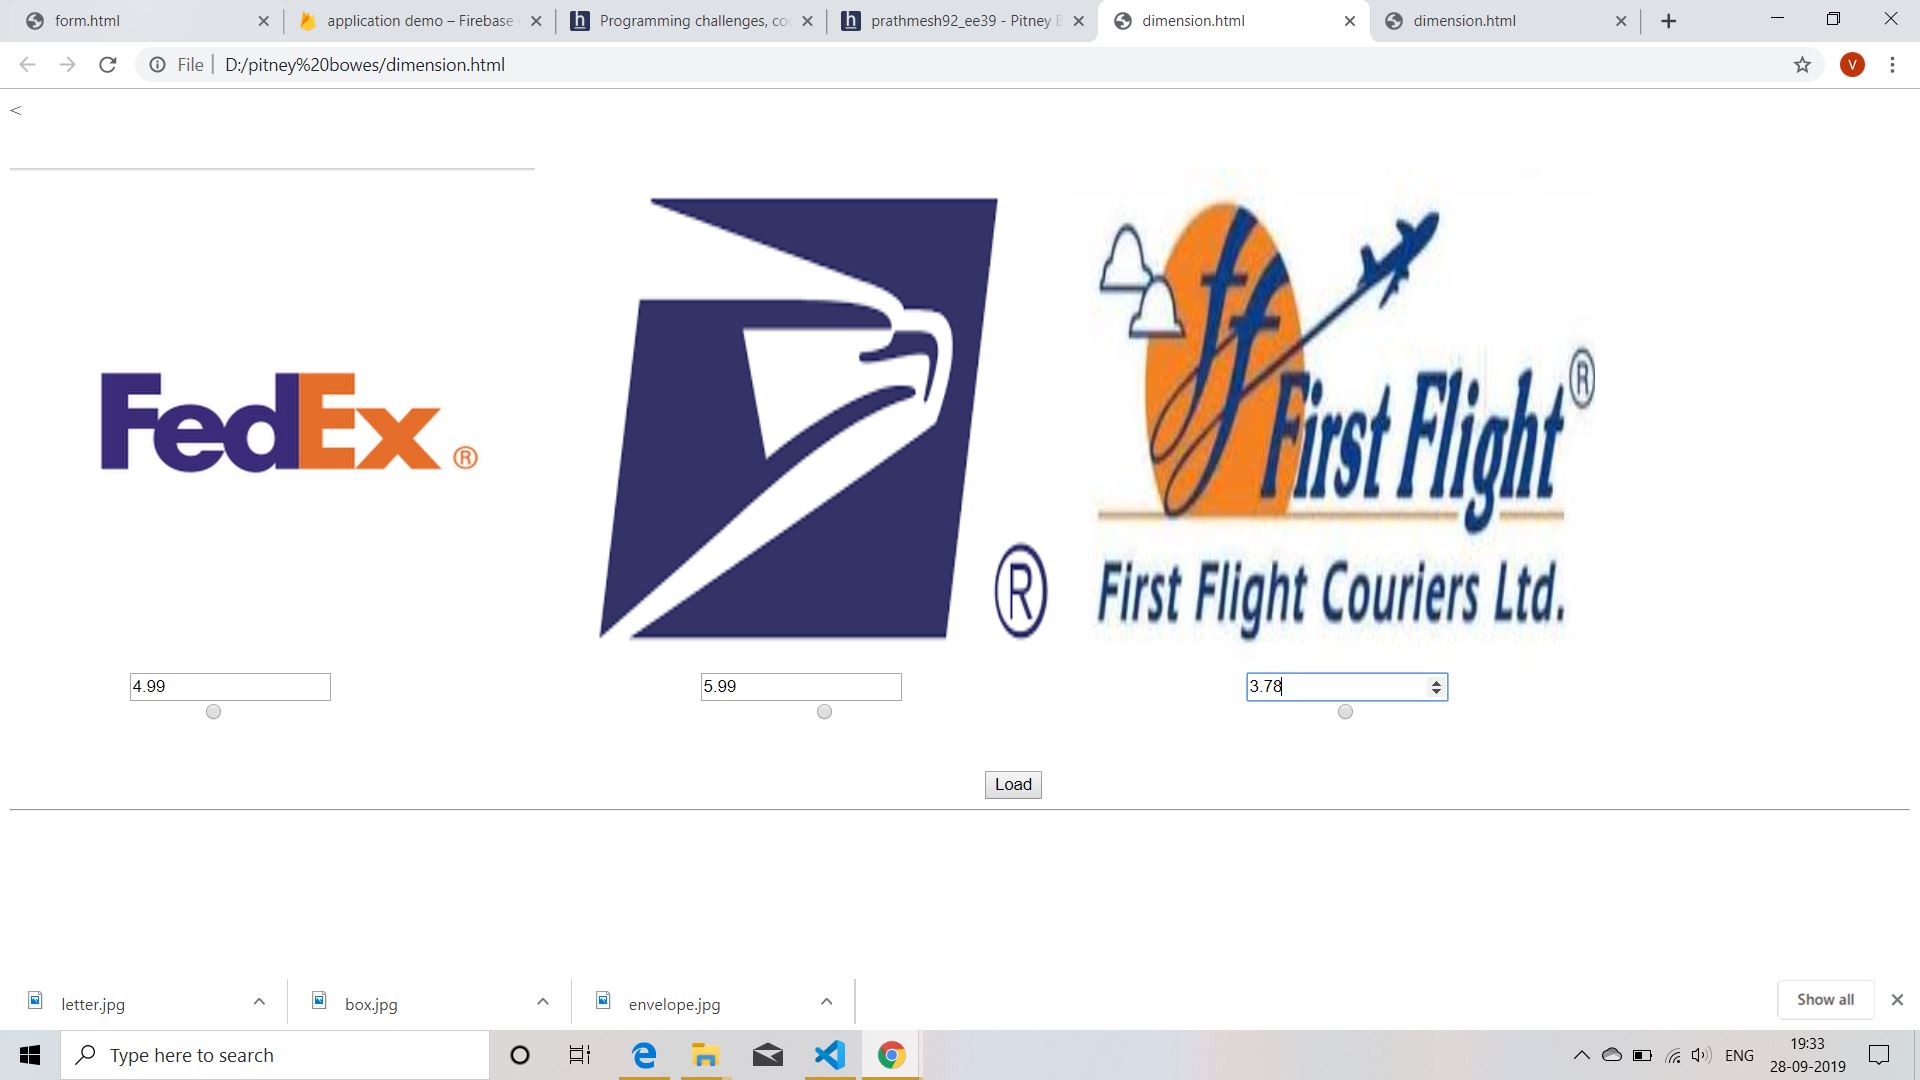 form.html
application demo – Firebase
Programming challenges, co
prathmesh92_ee39 - Pitney B
dimension.html
dimension.html
File
D:/pitney%20bowes/dimension.html
V
<
FedEx ®
®
ff
First Flight ®
First Flight Couriers Ltd.
4.99
5.99
3.78
Load
letter.jpg
box.jpg
envelope.jpg
Show all
Type here to search
ENG
19:33
28-09-2019